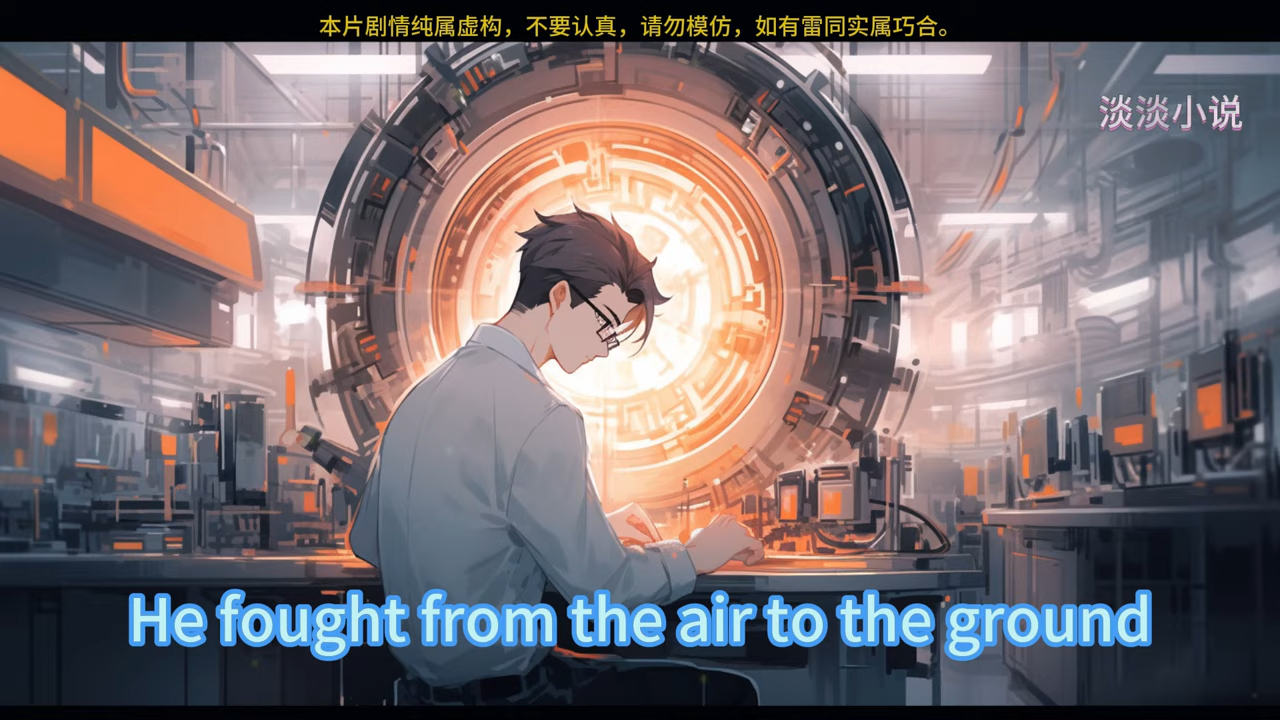 本片剧情纯属虚构，不要认真，请勿模仿，如有雷同实属巧合。
淡淡小说
He fought from the air to the ground